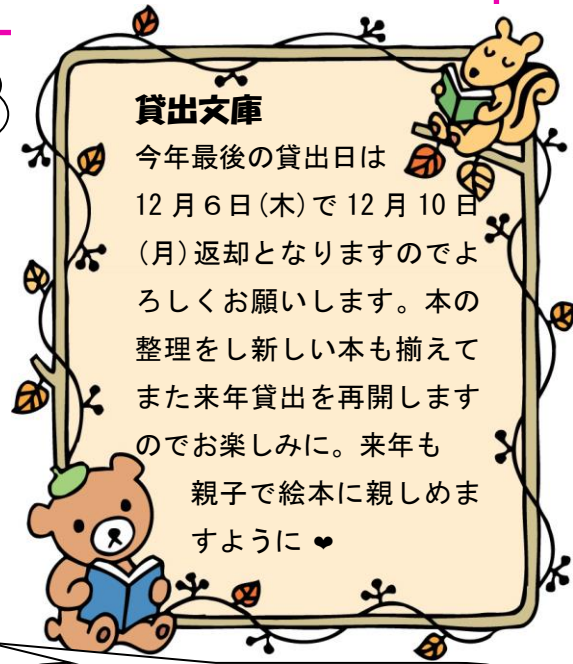 貸出文庫
今年最後の貸出日は
12月6日(木)で12月10日
(月)返却となりますのでよ
ろしくお願いします。本の
整理をし新しい本も揃えて
また来年貸出を再開します
のでお楽しみに。来年も
親子で絵本に親しめま
すように❤